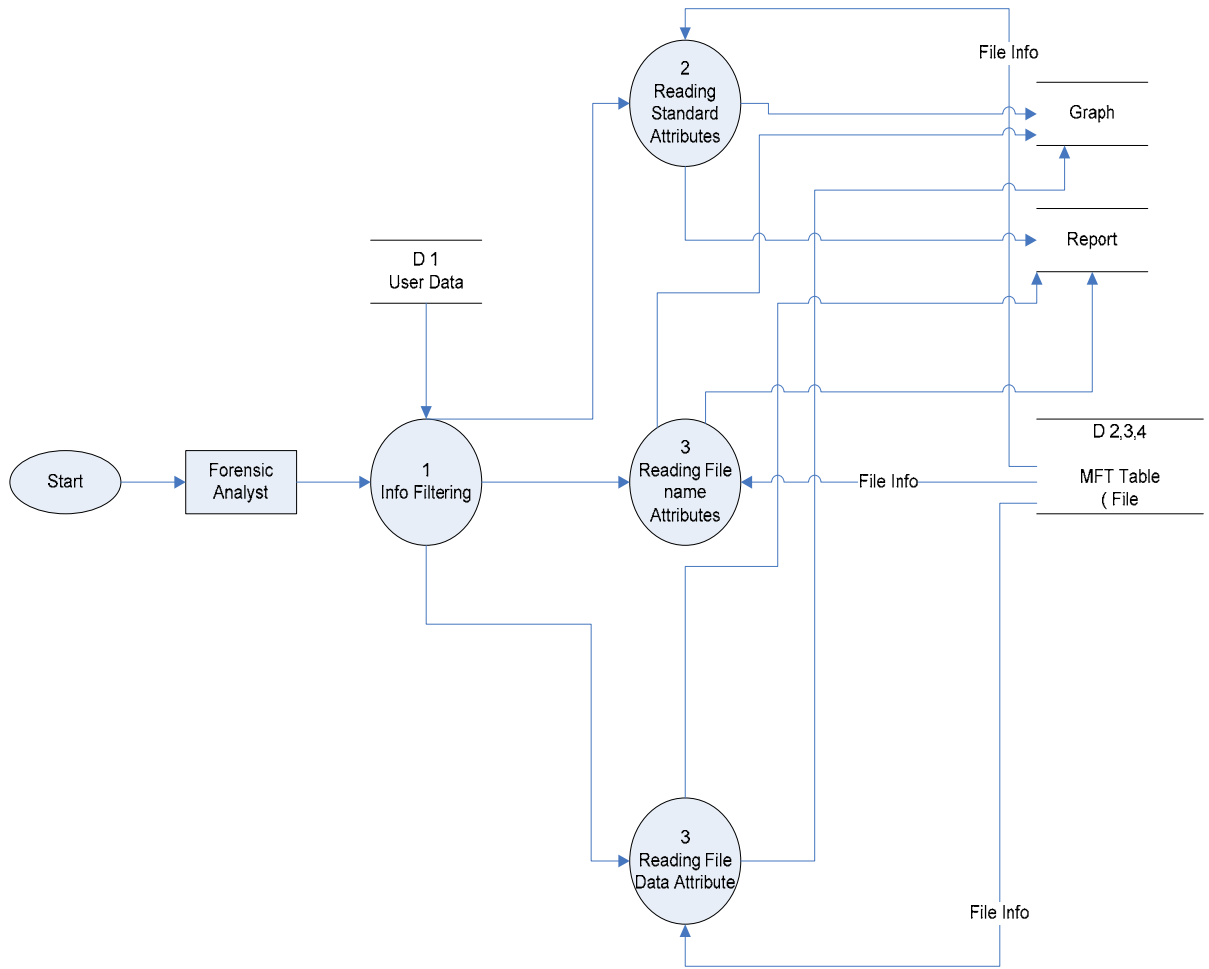 2
Reading
Standard
Attributes
File Info
Graph
Report
D 1
User Data
Start
Forensic
Analyst
1
Info Filtering
3
Reading File
name
Attributes
File Info
D 2,3,4
MFT Table
( File
3
Reading File
Data Attribute
File Info